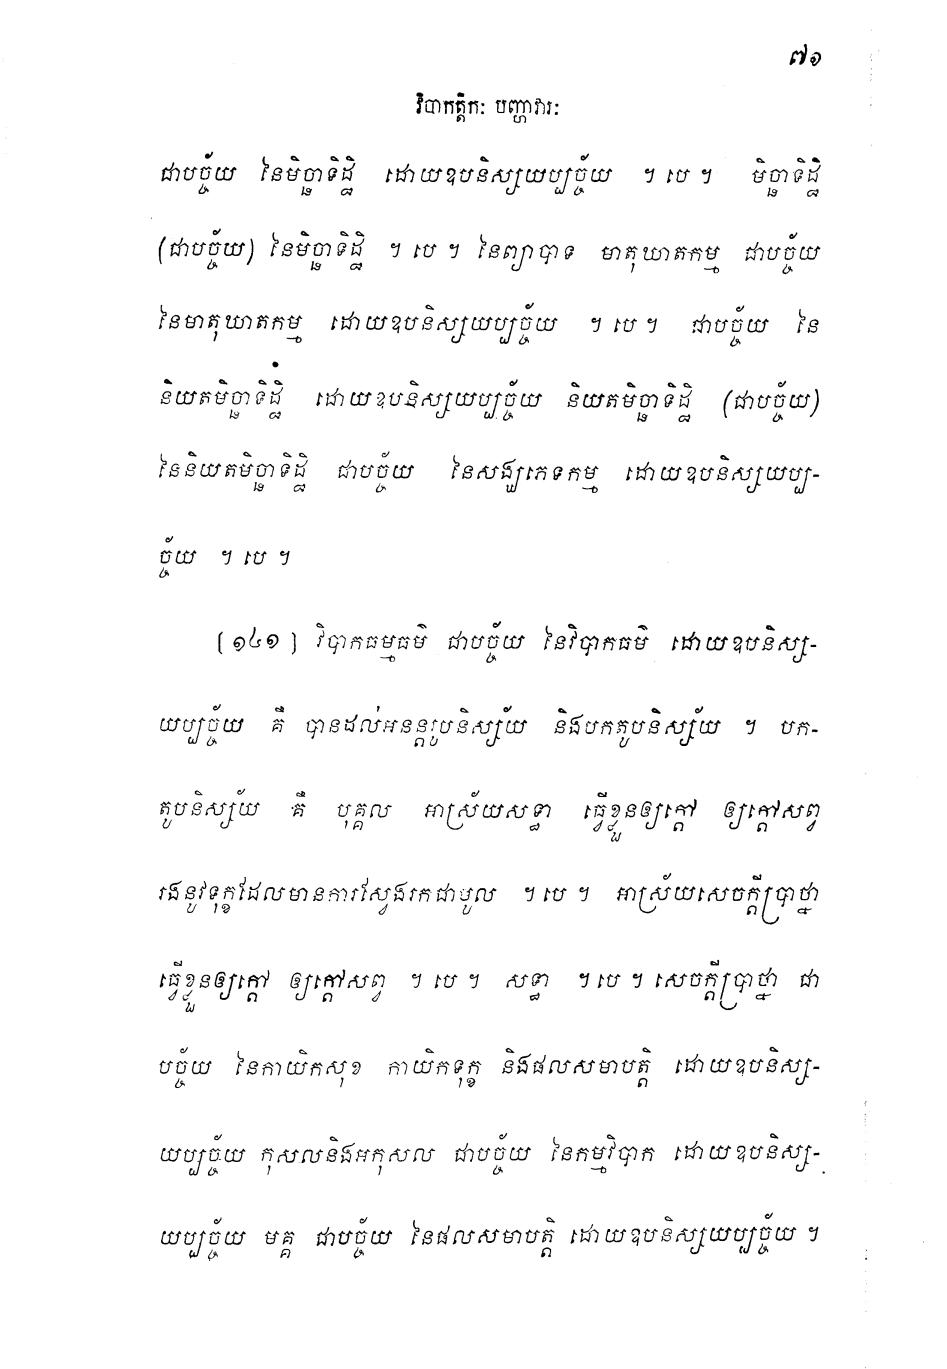 ៧១
វិបាកត្តិកៈ បញ្ហាវារៈ
ជាបច្ច័យ នៃមិច្ឆាទិដ្ឋិ ដោយឧបនិស្សយប្បច្ច័យ ។ បេ ។ មិច្ឆាទិដ្ឋិ
(ជាបច្ច័យ) នៃមិច្ឆាទិដ្ឋិ ។ បេ ។ នៃព្យាបាទ មាតុឃាតកម្ម ជាបច្ច័យ
នៃមាតុឃាតកម្ម ដោយឧបនិស្សយប្បច្ច័យ ។ បេ ។ ជាបច្ច័យ នៃ
និយតមិច្ឆាទិដ្ឋិ ដោយឧបនិស្សយប្បច្ច័យ និយតមិច្ឆាទិដ្ឋិ (ជាបច្ច័យ)
នៃនិយតមិច្ឆាទិដ្ឋិ ជាបច្ច័យ នៃសង្ឃភេទកម្ម ដោយឧបនិស្សយប្ប-
ច្ច័យ ។ បេ ។
[១៤១] វិបាកធម្មធម៌ ជាបច្ច័យ នៃវិបាកធម៌ ដោយឧបនិស្ស-
យប្បច្ច័យ គឺ បានដល់អនន្តរូបនិស្ស័យ និងបកតូបនិស្ស័យ ។ បក-
តូបនិស្ស័យ គឺ បុគ្គល អាស្រ័យសទ្ធា ធ្វើខ្លួនឲ្យក្តៅ ឲ្យក្តៅសព្វ
រងនូវទុក្ខដែលមានការស្វែងរកជាមូល ។ បេ ។ អាស្រ័យសេចក្តីប្រាថ្នា
ធ្វើខ្លួនឲ្យក្តៅ ឲ្យក្តៅសព្វ ។ បេ ។ សទ្ធា ។ បេ ។ សេចក្តីប្រាថ្នា ជា
បច្ច័យ នៃកាយិកសុខ កាយិកទុក្ខ និងផលសមាបត្តិ ដោយឧបនិស្ស-
យប្បច្ច័យ កុសលនិងអកុសល ជាបច្ច័យ នៃកម្មវិបាក ដោយឧបនិស្ស-
យប្បច្ច័យ មគ្គ ជាបច្ច័យ នៃផលសមាបត្តិ ដោយឧបនិស្សយប្បច្ច័យ ។